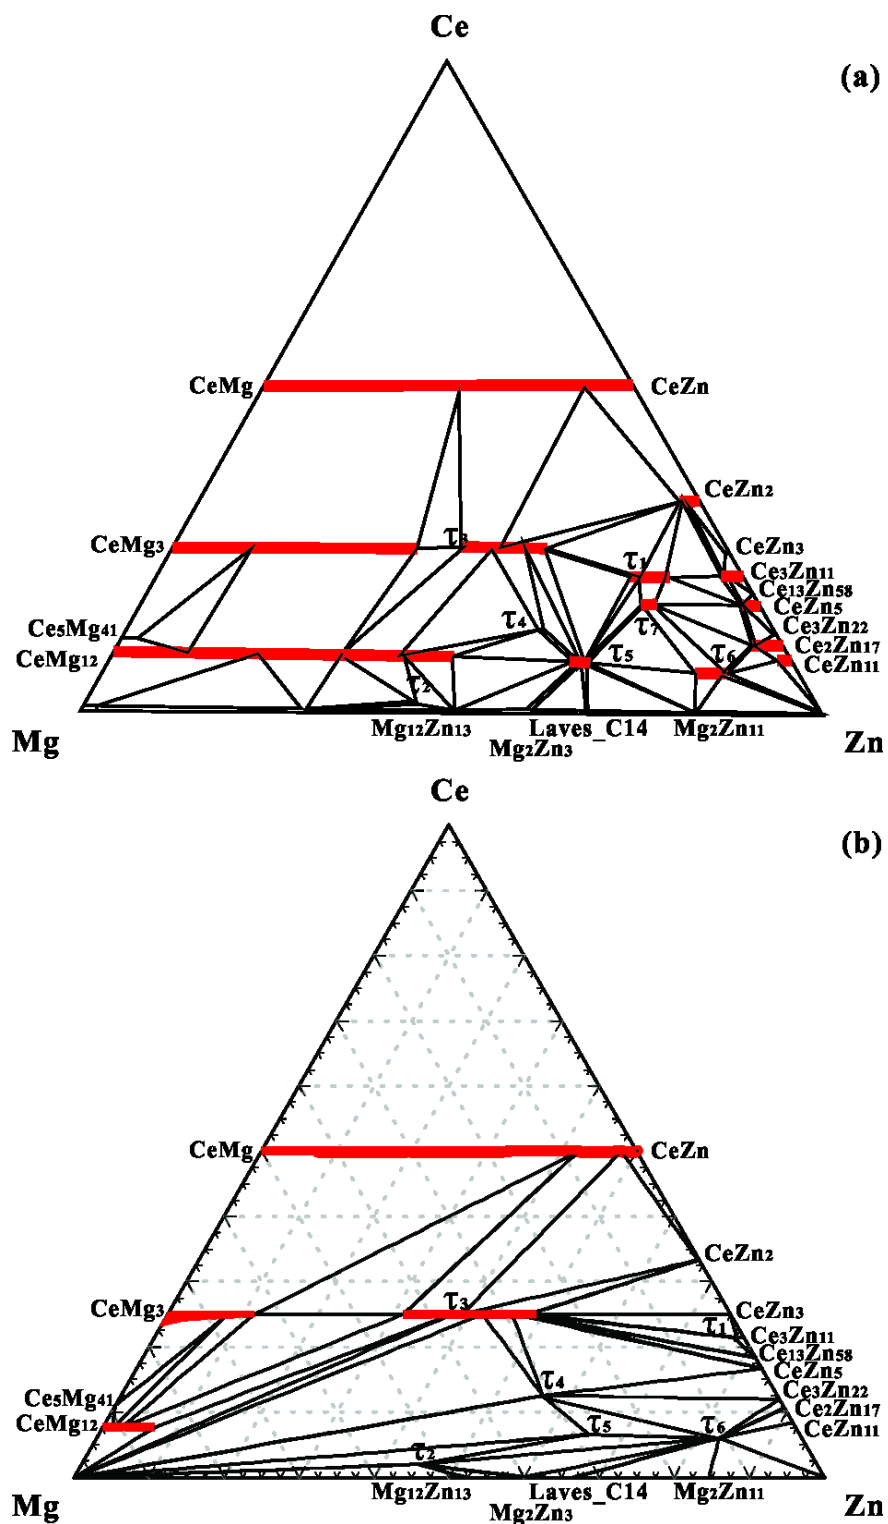 Ce
(a)
CeMg
CeZn
CeZn2
CeMg3
τ3
CeZn3
τ1
Ce3Zn11
Ce13Zn58
CeZn5
Ce5Mg41
τ4
τ7
Ce3Zn22
CeMg12
τ5
τ6
Ce2Zn17
CeZn11
τ2
Mg12Zn13
Laves_C14
Mg2Zn11
Mg
Mg2Zn3
Zn
Ce
(b)
CeMg
CeZn
CeZn2
CeMg3
τ3
CeZn3
τ1
Ce3Zn11
Ce13Zn58
CeZn5
Ce5Mg41
τ4
Ce3Zn22
CeMg12
τ5
τ6
Ce2Zn17
CeZn11
τ2
Mg12Zn13
Laves_C14
Mg2Zn11
Mg
Mg2Zn3
Zn